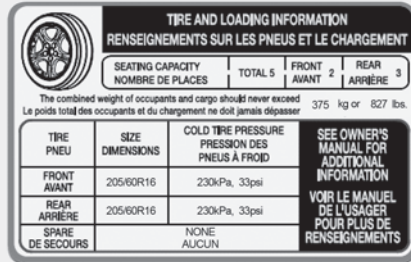 TIRE AND LOADING INFORMATION
RENSEIGNEMENTS SUR LES PNEUS ET LE CHARGEMENT
SEATING CAPACITY
NOMBRE DE PLACES
TOTAL 5
FRONT
AVANT 2
REAR
ARRIÈRE 3
The combined weight of occupants and cargo should never exceed
Le poids total des occupants et du chargement ne doit jamais dépasser
375 kg or 827 lbs.
TIRE
PNEU
SIZE
DIMENSIONS
COLD TIRE PRESSURE
PRESSION DES
PNEUS À FROID
FRONT
AVANT
205/60R16
230kPa, 33psi
REAR
ARRIÈRE
205/60R16
230kPa, 33psi
SPARE
DE SECOURS
NONE
AUCUN
SEE OWNER'S
MANUAL FOR
ADDITIONAL
INFORMATION
VOIR LE MANUEL
DE L'USAGER
POUR PLUS DE
RENSEIGNEMENTS